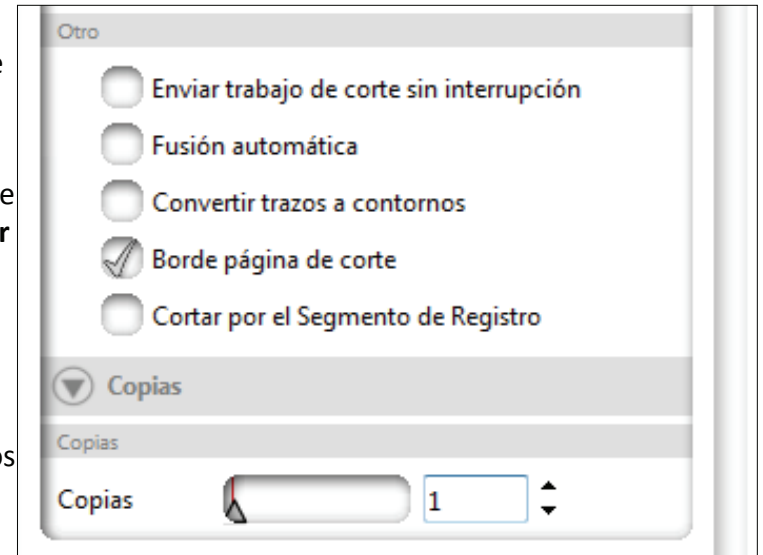 Otro
e
Enviar trabajo de corte sin interrupción
Fusión automática
e
Convertir trazos a contornos
r
Borde página de corte
Cortar por el Segmento de Registro
Copias
Copias
os
Copias 1